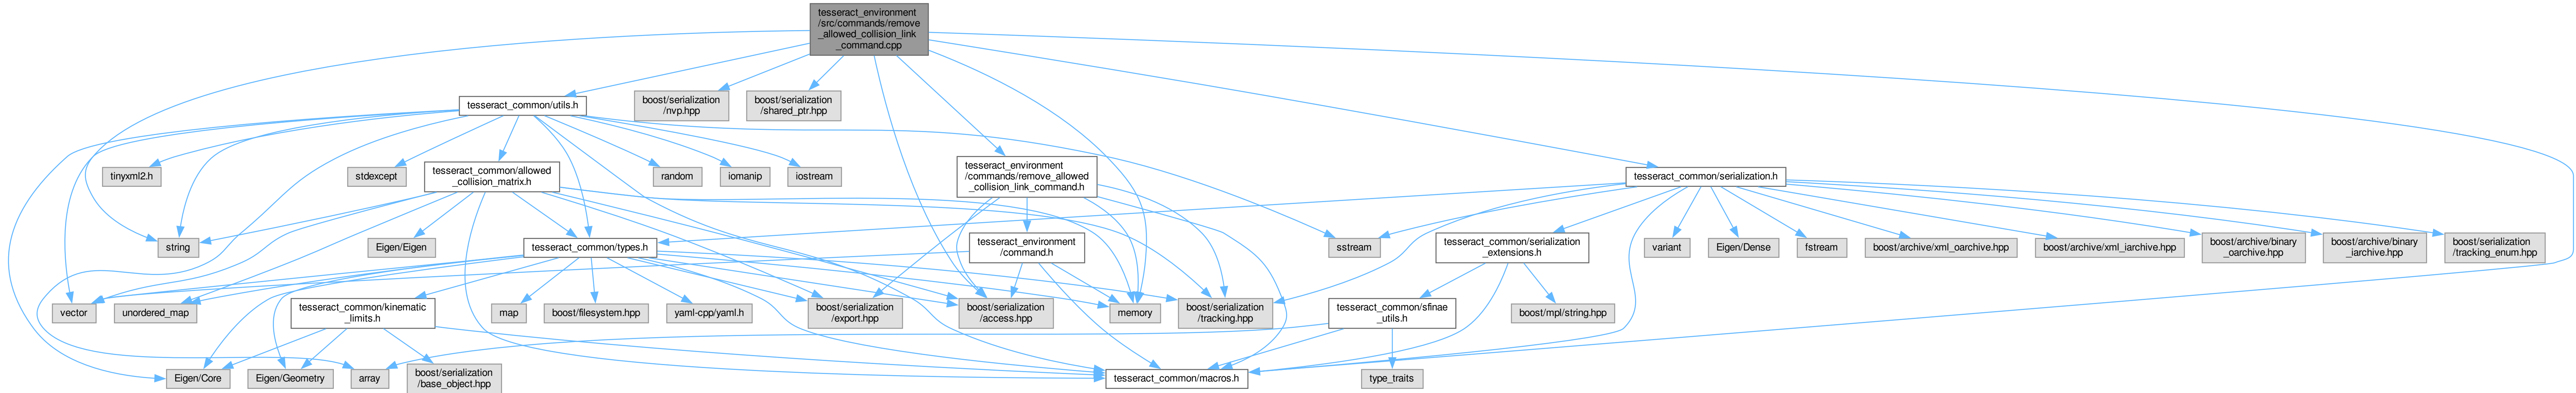 tesseract_environment
/src/commands/remove
_allowed_collision_link
_command.cpp
tesseract_common/utils.h
boost/serialization
/nvp.hpp
boost/serialization
/shared_ptr.hpp
tinyxml2.h
stdexcept
tesseract_common/allowed
_collision_matrix.h
random
iomanip
iostream
tesseract_environment
/commands/remove_allowed
_collision_link_command.h
tesseract_common/serialization.h
string
Eigen/Eigen
tesseract_common/types.h
tesseract_environment
/command.h
sstream
tesseract_common/serialization
_extensions.h
variant
Eigen/Dense
fstream
boost/archive/xml_oarchive.hpp
boost/archive/xml_iarchive.hpp
boost/archive/binary
_oarchive.hpp
boost/archive/binary
_iarchive.hpp
boost/serialization
/tracking_enum.hpp
vector
unordered_map
tesseract_common/kinematic
_limits.h
map
boost/filesystem.hpp
yaml-cpp/yaml.h
boost/serialization
/export.hpp
boost/serialization
/access.hpp
memory
boost/serialization
/tracking.hpp
tesseract_common/sfinae
_utils.h
boost/mpl/string.hpp
Eigen/Core
Eigen/Geometry
array
boost/serialization
/base_object.hpp
tesseract_common/macros.h
type_traits